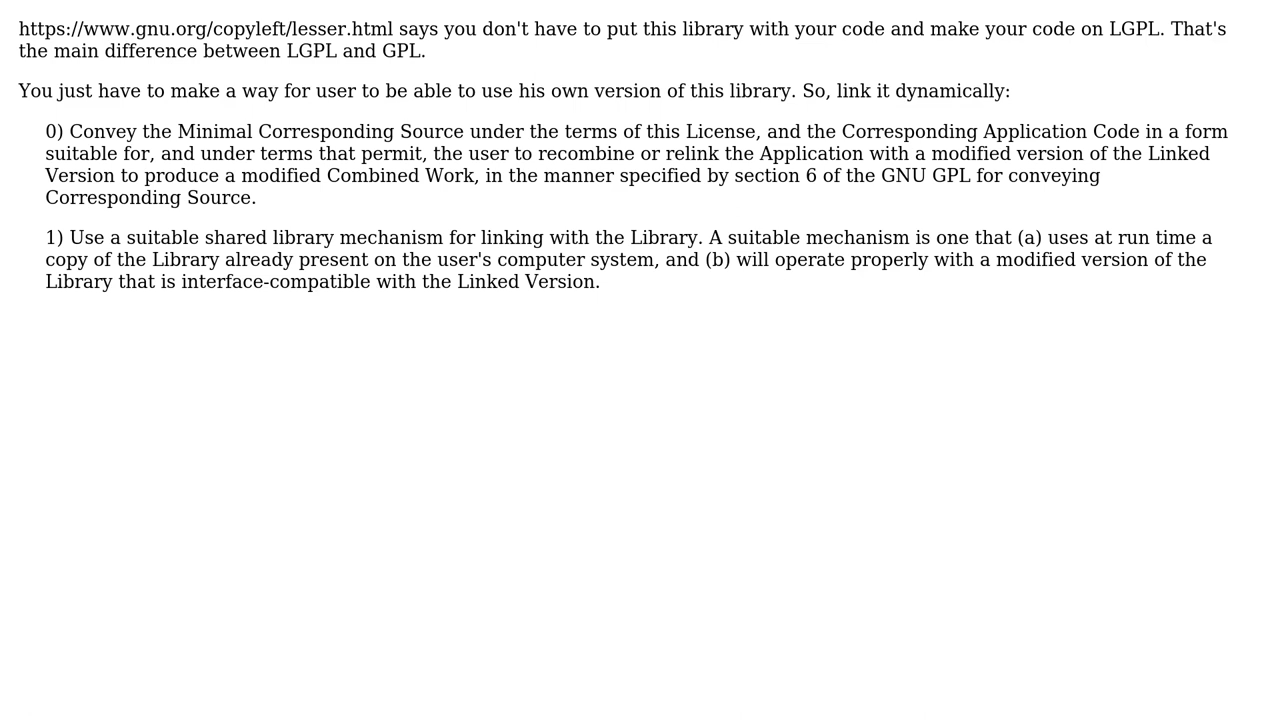 https://www.gnu.org/copyleft/lesser.html says you don't have to put this library with your code and make your code on LGPL. That's
the main difference between LGPL and GPL.
You just have to make a way for user to be able to use his own version of this library. So, link it dynamically:
0) Convey the Minimal Corresponding Source under the terms of this License, and the Corresponding Application Code in a form
suitable for, and under terms that permit, the user to recombine or relink the Application with a modified version of the Linked
Version to produce a modified Combined Work, in the manner specified by section 6 of the GNU GPL for conveying
Corresponding Source.
1) Use a suitable shared library mechanism for linking with the Library. A suitable mechanism is one that (a) uses at run time a
copy of the Library already present on the user's computer system, and (b) will operate properly with a modified version of the
Library that is interface-compatible with the Linked Version.